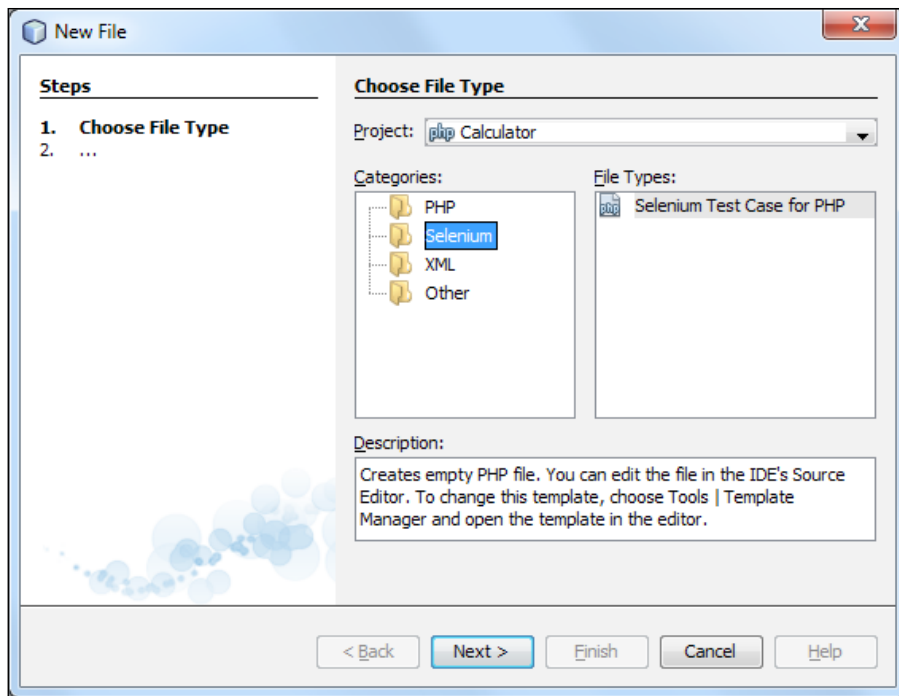 New File
Steps
1. Choose File Type
2. ...
Choose File Type
Project: php Calculator
Categories:
PHP
Selenium
XML
Other
File Types:
php Selenium Test Case for PHP
Description:
Creates empty PHP file. You can edit the file in the IDE's Source
Editor. To change this template, choose Tools | Template
Manager and open the template in the editor.
< Back Next > Finish Cancel Help